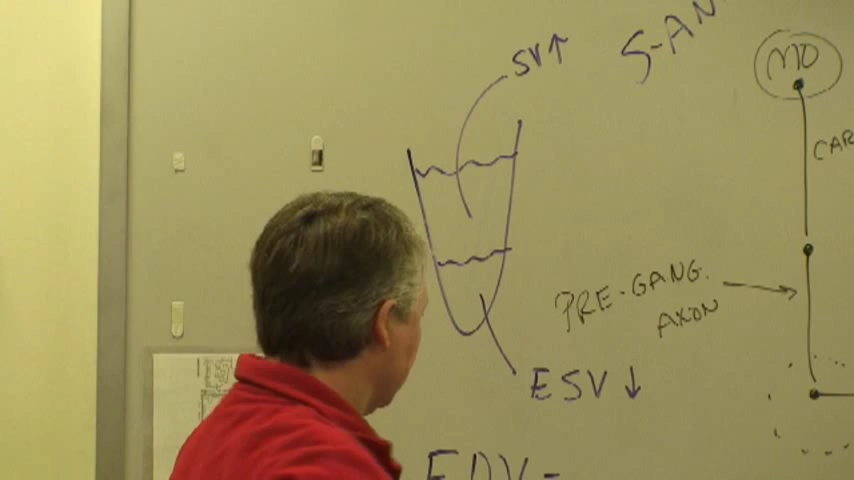 SV↑
S-AN
MO
CAR
PRE-GANG.
AXON
ESV ↓
EDV -